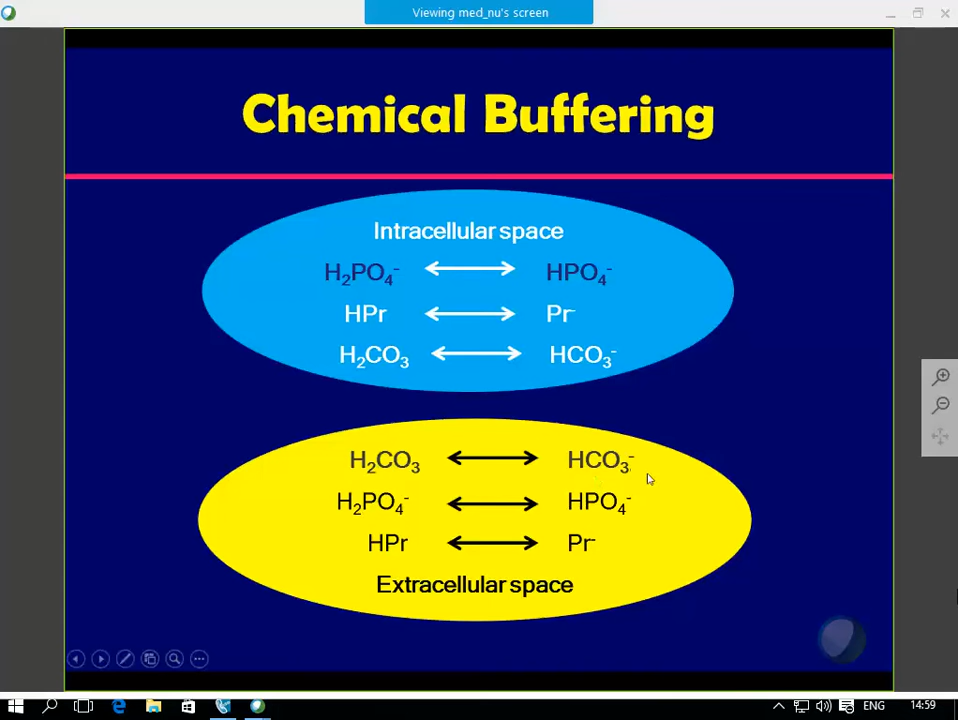 Viewing med_nu's screen
Chemical Buffering
Intracellular space
H₂PO₄⁻ ⟷ HPO₄⁻
HPr ⟷ Pr⁻
H₂CO₃ ⟷ HCO₃⁻
H₂CO₃ ⟷ HCO₃⁻
H₂PO₄⁻ ⟷ HPO₄⁻
HPr ⟷ Pr⁻
Extracellular space
ENG 14:59